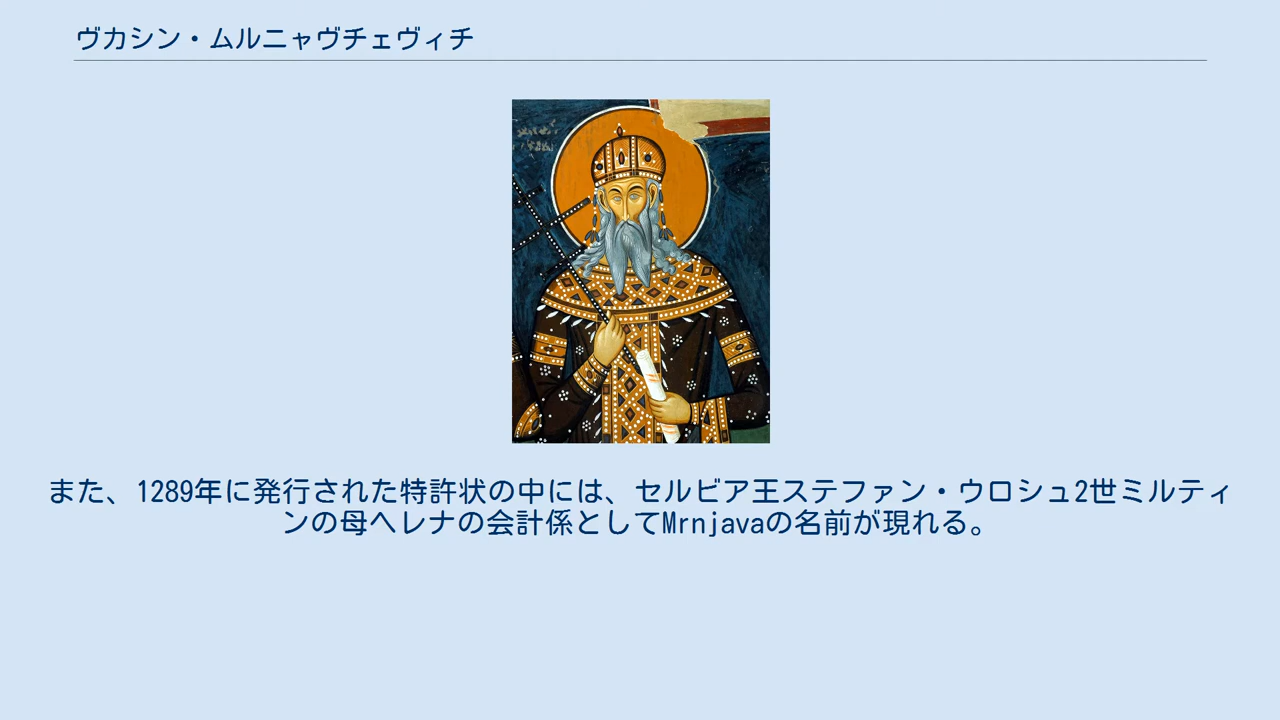 ヴカシン・ムルニャヴチェヴィチ
また、1289年に発行された特許状の中には、セルビア王ステファン・ウロシュ2世ミルティ
ンの母ヘレナの会計係としてMrnjavaの名前が現れる。